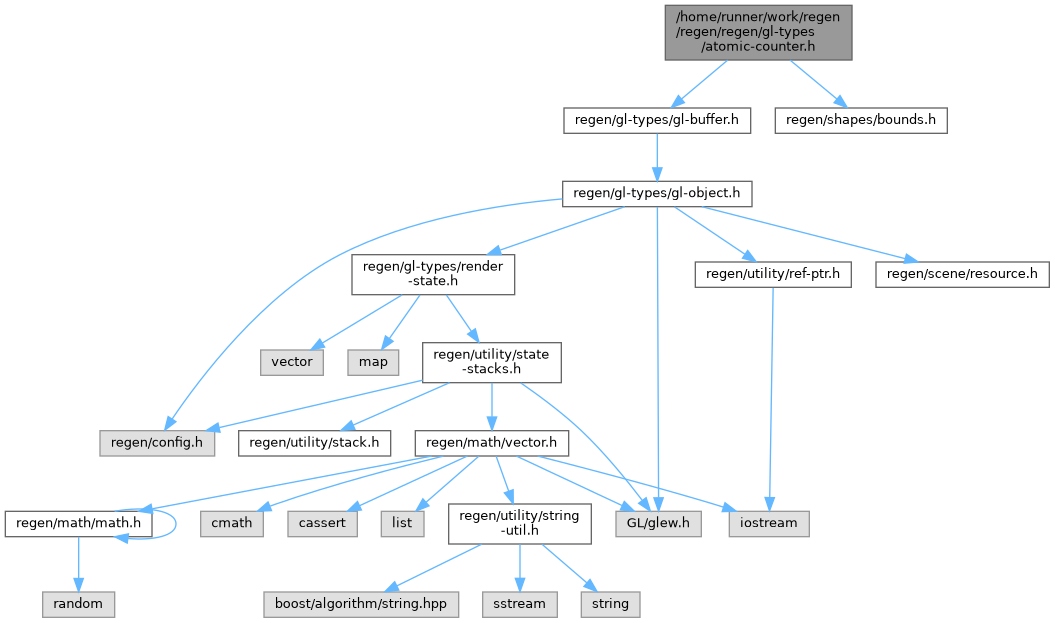 /home/runner/work/regen
/regen/regen/gl-types
/atomic-counter.h
regen/gl-types/gl-buffer.h
regen/shapes/bounds.h
regen/gl-types/gl-object.h
regen/gl-types/render
-state.h
regen/utility/ref-ptr.h
regen/scene/resource.h
vector
map
regen/utility/state
-stacks.h
regen/config.h
regen/utility/stack.h
regen/math/vector.h
regen/math/math.h
cmath
cassert
list
regen/utility/string
-util.h
GL/glew.h
iostream
random
boost/algorithm/string.hpp
sstream
string